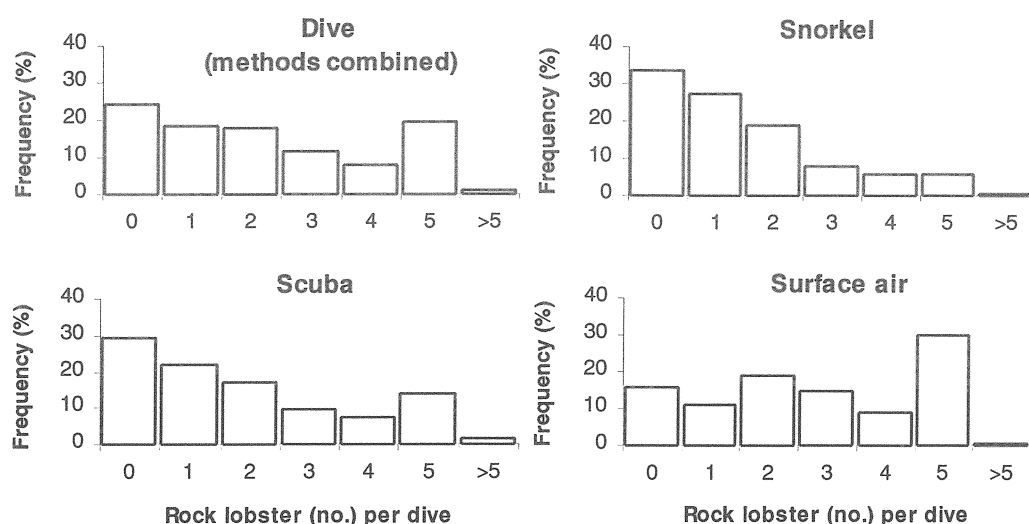 Dive
(methods combined)
Frequency (%)
40
30
20
10
0
0 1 2 3 4 5 >5
Snorkel
Frequency (%)
40
30
20
10
0
0 1 2 3 4 5 >5
Scuba
Frequency (%)
40
30
20
10
0
0 1 2 3 4 5 >5
Rock lobster (no.) per dive
Surface air
Frequency (%)
40
30
20
10
0
0 1 2 3 4 5 >5
Rock lobster (no.) per dive